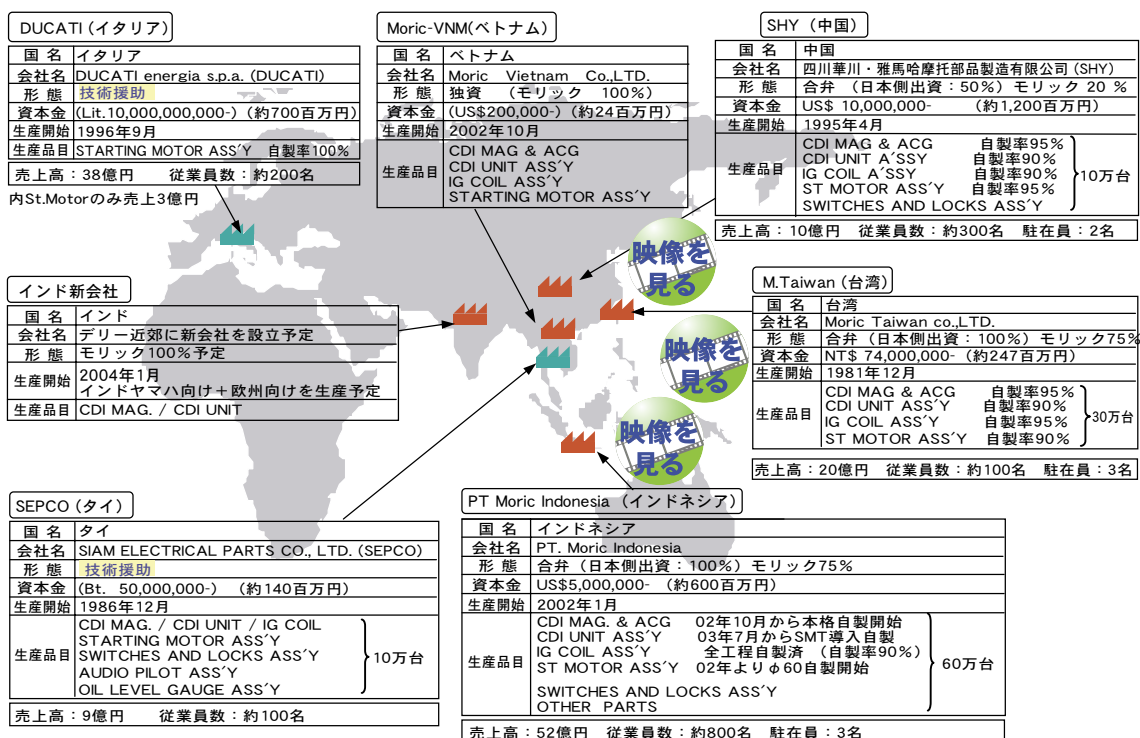 DUCATI (イタリア)
国 名 イタリア
会社名 DUCATI energia s.p.a. (DUCATI)
形 態 技術援助
資本金 (Lit.10,000,000,000-) (約700百万円)
生産開始 1996年9月
生産品目 STARTING MOTOR ASS´Y 自製率100%
売上高：38億円 従業員数：約200名
内St.Motorのみ売上3億円
Moric-VNM(ベトナム)
国 名 ベトナム
会社名 Moric Vietnam Co.,LTD.
形 態 独資 （モリック 100%）
資本金 (US$200,000-) (約24百万円)
生産開始 2002年10月
生産品目
CDI MAG & ACG
CDI UNIT ASS´Y
IG COIL ASS´Y
STARTING MOTOR ASS´Y
SHY (中国)
国 名 中国
会社名 四川華川・雅馬哈摩托部品製造有限公司 (SHY)
形 態 合弁 （日本側出資：50%）モリック 20 %
資本金 US$ 10,000,000- (約1,200百万円)
生産開始 1995年4月
生産品目
CDI MAG & ACG 自製率95%
CDI UNIT A´SSY 自製率90%
IG COIL A´SSY 自製率90%
ST MOTOR ASS´Y 自製率95%
SWITCHES AND LOCKS ASS´Y
10万台
売上高：10億円 従業員数：約300名 駐在員：2名
映像を
見る
インド新会社
国 名 インド
会社名 デリー近郊に新会社を設立予定
形 態 モリック100%予定
生産開始 2004年1月
インドヤマハ向け＋欧州向けを生産予定
生産品目 CDI MAG. / CDI UNIT
M.Taiwan (台湾)
国 名 台湾
会社名 Moric Taiwan co.,LTD.
形 態 合弁（日本側出資：100%）モリック75%
資本金 NT$ 74,000,000- (約247百万円)
生産開始 1981年12月
生産品目
CDI MAG & ACG 自製率95%
CDI UNIT ASS´Y 自製率90%
IG COIL ASS´Y 自製率95%
ST MOTOR ASS´Y 自製率90%
30万台
売上高：20億円 従業員数：約100名 駐在員：3名
映像を
見る
映像を
見る
SEPCO (タイ)
国 名 タイ
会社名 SIAM ELECTRICAL PARTS CO., LTD. (SEPCO)
形 態 技術援助
資本金 (Bt. 50,000,000-) (約140百万円)
生産開始 1986年12月
生産品目
CDI MAG. / CDI UNIT / IG COIL
STARTING MOTOR ASS´Y
SWITCHES AND LOCKS ASS´Y
AUDIO PILOT ASS´Y
OIL LEVEL GAUGE ASS´Y
10万台
売上高：9億円 従業員数：約100名
PT Moric Indonesia (インドネシア)
国 名 インドネシア
会社名 PT. Moric Indonesia
形 態 合弁（日本側出資：100%）モリック75%
資本金 US$5,000,000- (約600百万円)
生産開始 2002年1月
生産品目
CDI MAG. & ACG 02年10月から本格自製開始
CDI UNIT ASS´Y 03年7月からSMT導入自製
IG COIL ASS´Y 全工程自製済 （自製率90%）
ST MOTOR ASS´Y 02年よりφ60自製開始
SWITCHES AND LOCKS ASS´Y
OTHER PARTS
60万台
売上高：52億円 従業員数：約800名 駐在員：3名